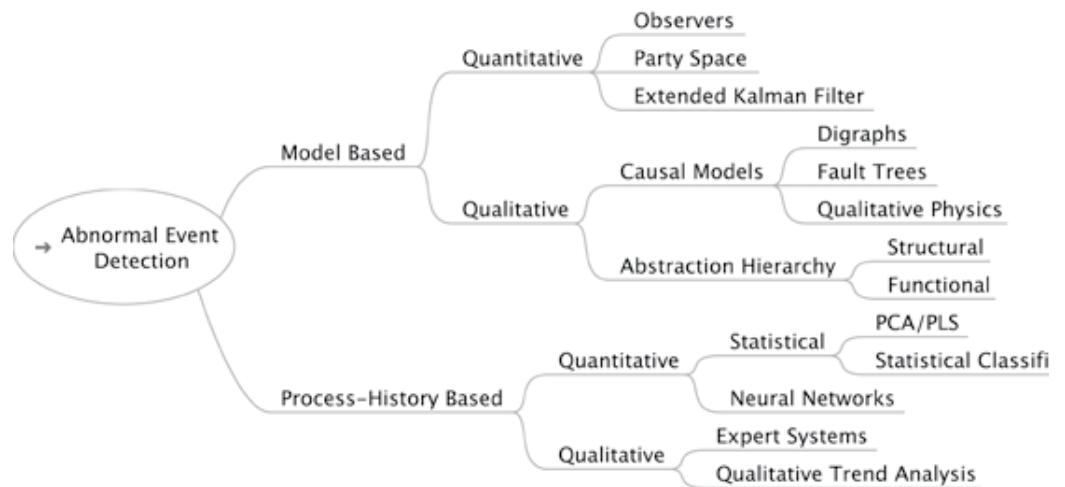 Observers
Quantitative
Party Space
Extended Kalman Filter
Model Based
Digraphs
Causal Models
Fault Trees
Qualitative
Qualitative Physics
Abnormal Event
Detection
Structural
Abstraction Hierarchy
Functional
PCA/PLS
Statistical
Quantitative
Statistical Classifi
Process-History Based
Neural Networks
Expert Systems
Qualitative
Qualitative Trend Analysis